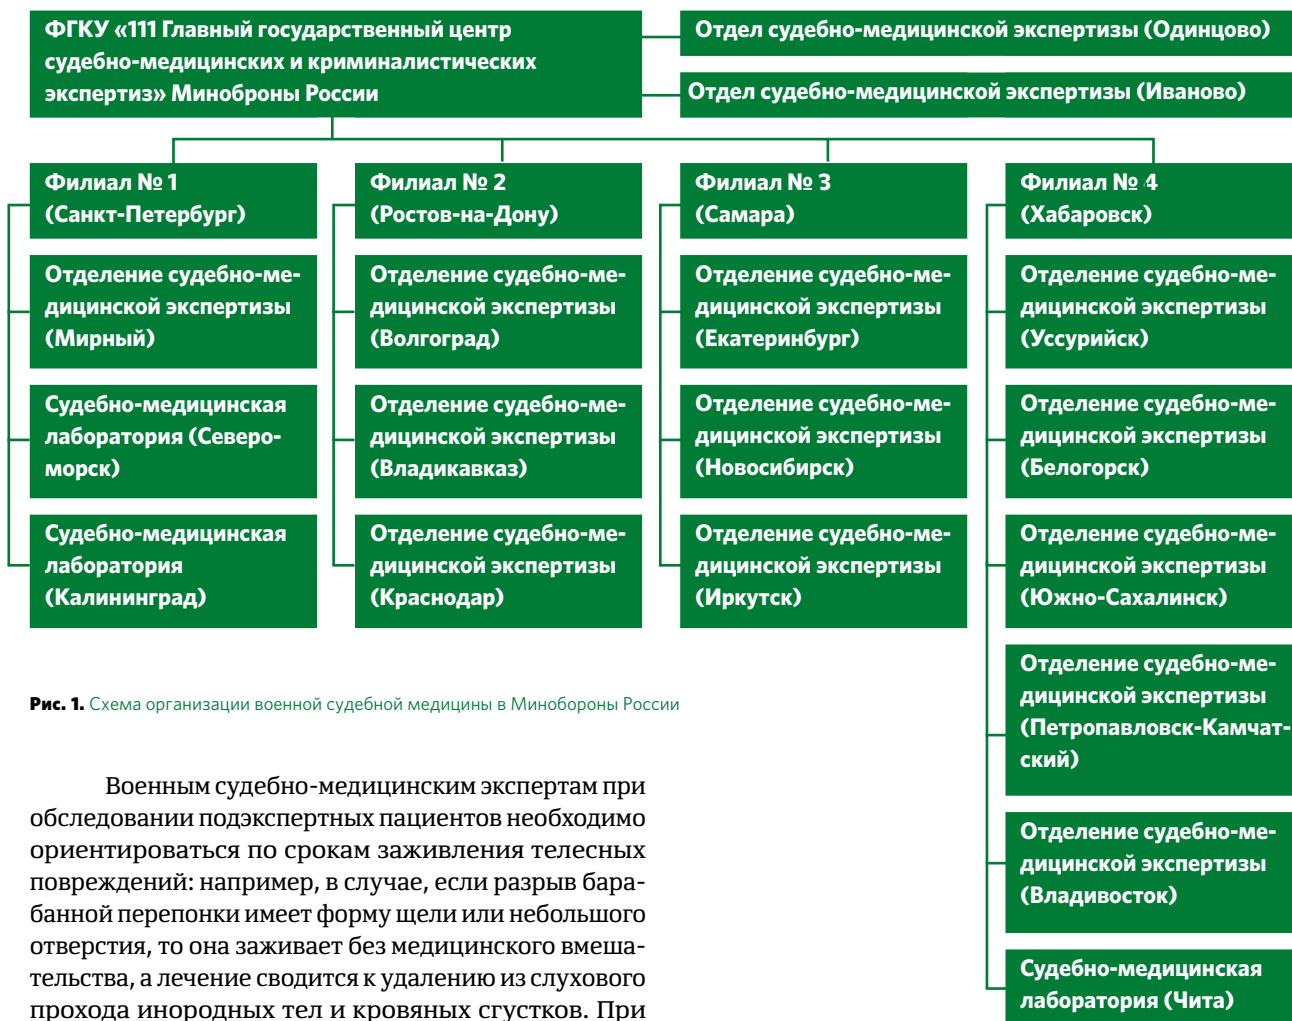 ФГКУ «111 Главный государственный центр
судебно-медицинских и криминалистических
экспертиз» Миноброны России
Отдел судебно-медицинской экспертизы (Одинцово)
Отдел судебно-медицинской экспертизы (Иваново)
Филиал № 1
(Санкт-Петербург)
Отделение судебно-ме-
дицинской экспертизы
(Мирный)
Судебно-медицинская
лаборатория (Северо-
морск)
Судебно-медицинская
лаборатория
(Калининград)
Филиал № 2
(Ростов-на-Дону)
Отделение судебно-ме-
дицинской экспертизы
(Волгоград)
Отделение судебно-ме-
дицинской экспертизы
(Владикавказ)
Отделение судебно-ме-
дицинской экспертизы
(Краснодар)
Филиал № 3
(Самара)
Отделение судебно-ме-
дицинской экспертизы
(Екатеринбург)
Отделение судебно-ме-
дицинской экспертизы
(Новосибирск)
Отделение судебно-ме-
дицинской экспертизы
(Иркутск)
Филиал № 4
(Хабаровск)
Отделение судебно-ме-
дицинской экспертизы
(Уссурийск)
Отделение судебно-ме-
дицинской экспертизы
(Белогорск)
Отделение судебно-ме-
дицинской экспертизы
(Южно-Сахалинск)
Отделение судебно-ме-
дицинской экспертизы
(Петропавловск-Камчат-
ский)
Отделение судебно-ме-
дицинской экспертизы
(Владивосток)
Судебно-медицинская
лаборатория (Чита)
Рис. 1. Схема организации военной судебной медицины в Минобороны России
Военным судебно-медицинским экспертам при
обследовании подэкспертных пациентов необходимо
ориентироваться по срокам заживления телесных
повреждений: например, в случае, если разрыв бара-
банной перепонки имеет форму щели или небольшого
отверстия, то она заживает без медицинского вмеша-
тельства, а лечение сводится к удалению из слухового
прохода инородных тел и кровяных сгустков. При